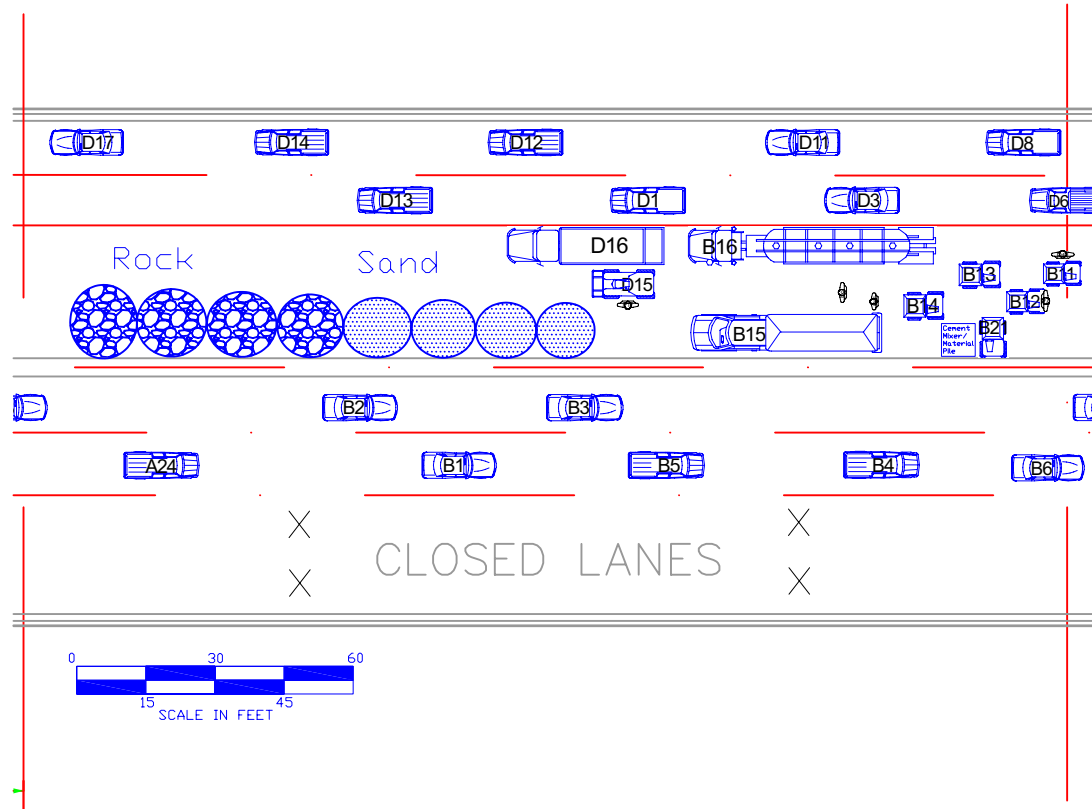 D17
D14
D12
D11
D8
D13
D1
D3
D6
Rock
Sand
D16
B16
D15
B13
B11
B14
B12
B15
Cement
Mixer/
Material
Pile
B21
B2
B3
A24
B1
B5
B4
B6
X
X
CLOSED LANES
X
X
0 30 60
15 45
SCALE IN FEET